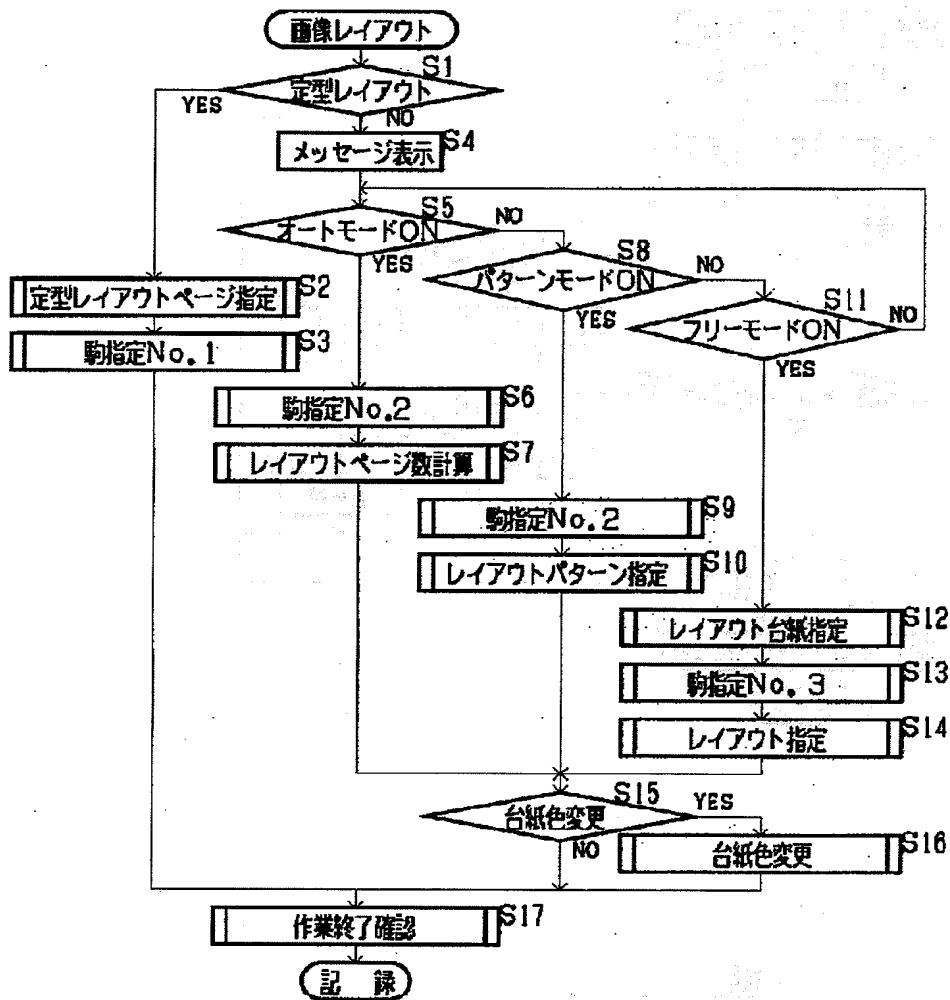 画像レイアウト
S1
定型レイアウト
YES
NO
S4
メッセージ表示
S5
オートモードON
NO
YES
S8
パターンモードON
NO
YES
S11
フリーモードON
NO
YES
S2
定型レイアウトページ指定
S3
駒指定No.1
S6
駒指定No.2
S7
レイアウトページ数計算
S9
駒指定No.2
S10
レイアウトパターン指定
S12
レイアウト台紙指定
S13
駒指定No.3
S14
レイアウト指定
S15
台紙色変更
YES
NO
S16
台紙色変更
S17
作業終了確認
記 録